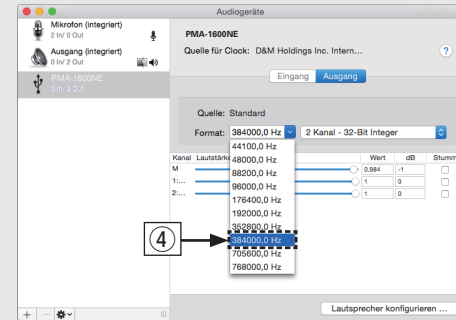 Audiogeräte
Mikrofon (integriert)
2 In/ 0 Out
Ausgang (integriert)
0 In/ 2 Out
PMA-1600NE
0 In/ 2 Out
PMA-1600NE
Quelle für Clock: D&M Holdings Inc. Intern...
?
Eingang Ausgang
Quelle: Standard
Format: 384000,0 Hz 2 Kanal - 32-Bit Integer
Kanal Lautstärke Wert dB Stumm
M 0.984 -1
1:... 1 0
2:... 1 0
44100,0 Hz
48000,0 Hz
88200,0 Hz
96000,0 Hz
176400,0 Hz
192000,0 Hz
352800,0 Hz
④ 384000,0 Hz
705600,0 Hz
768000,0 Hz
Lautsprecher konfigurieren ...